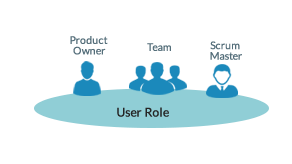 Product
Owner
Team
Scrum
Master
User Role